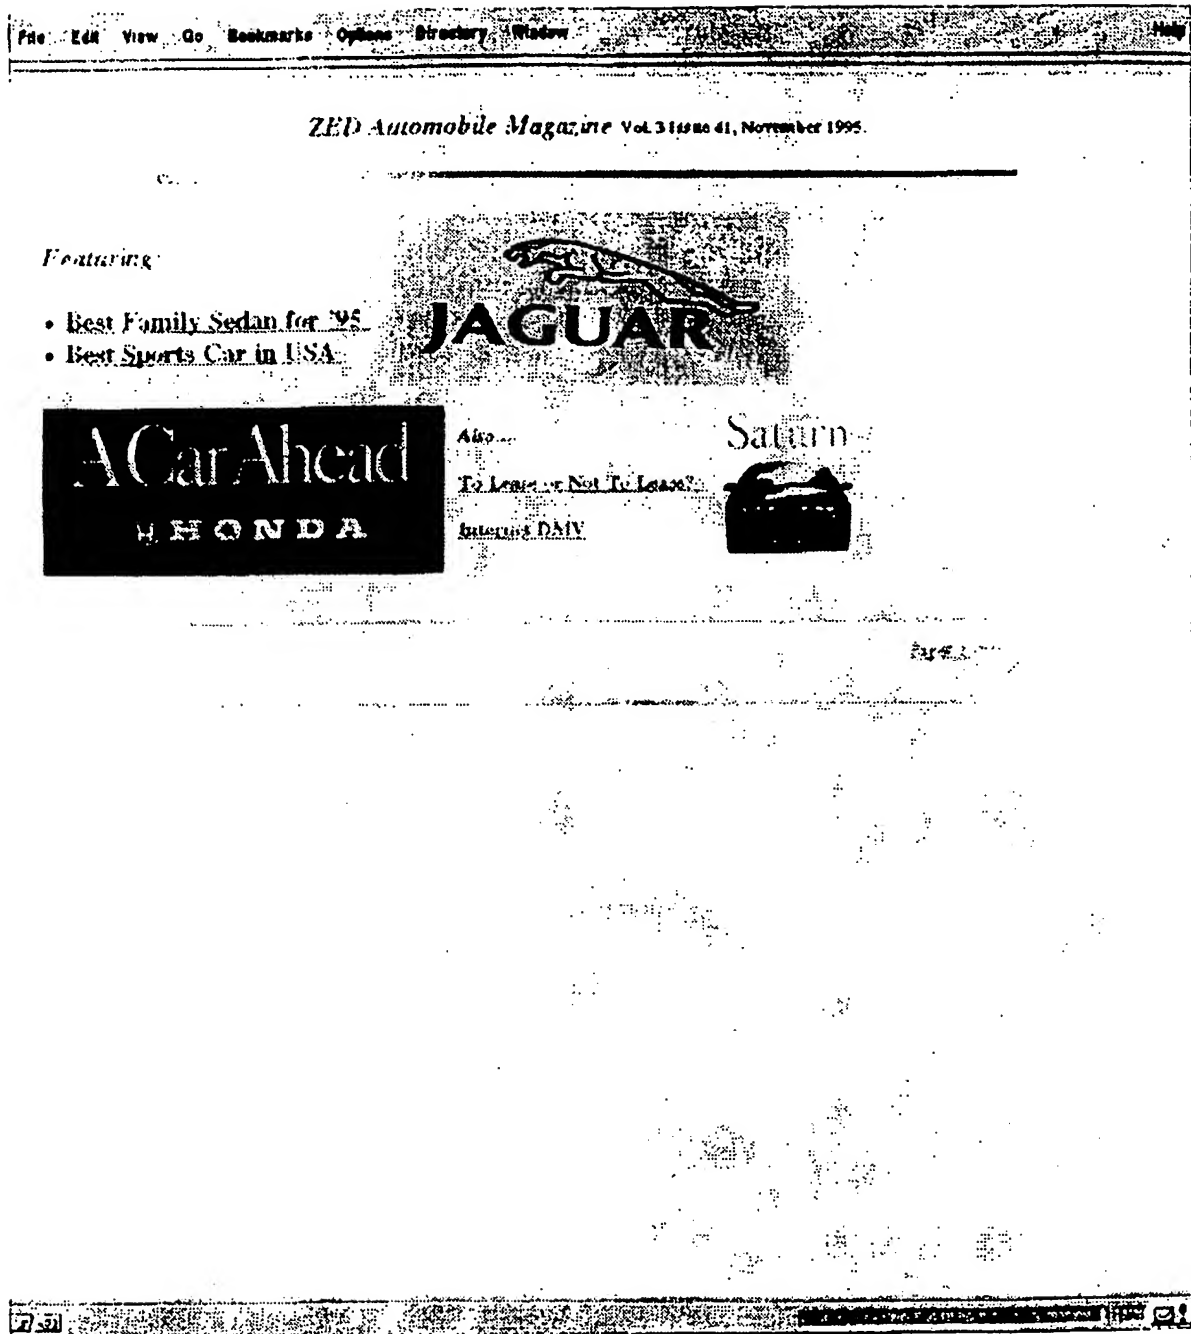 File Edit View Go Bookmarks Options Directory Window Help
ZED Automobile Magazine Vol. 3 Issue 41, November 1995.
Featuring:
• Best Family Sedan for '95
• Best Sports Car in USA
JAGUAR
A Car Ahead
HONDA
Also...
To Lease or Not To Lease?
DMV
Saturn